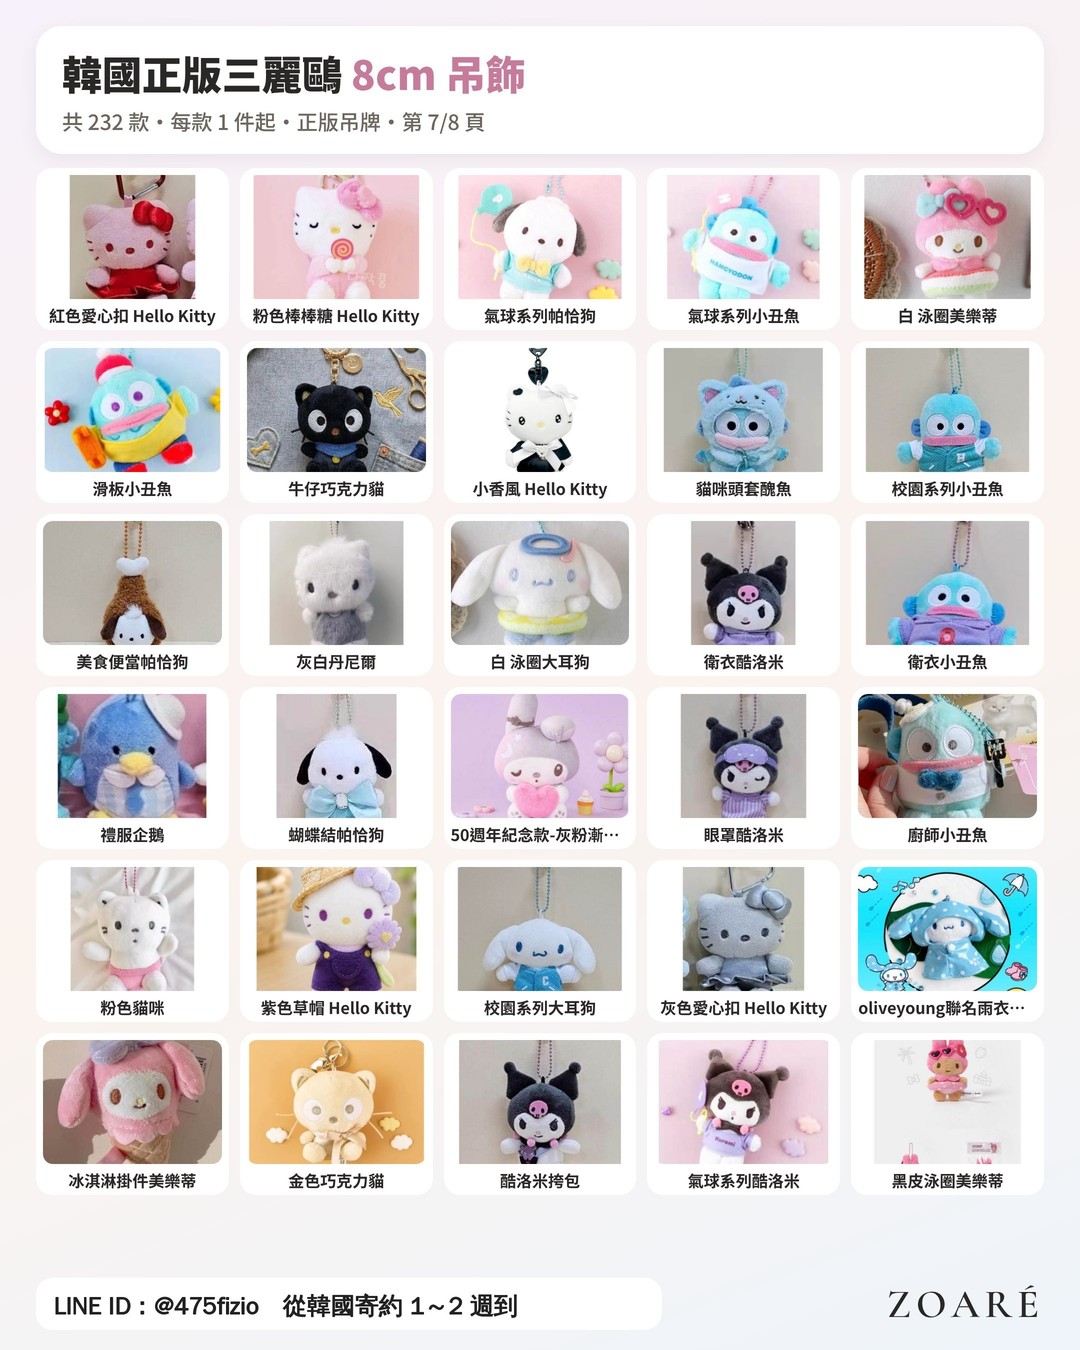 韓國正版三麗鷗 8cm 吊飾
共 232 款・每款 1 件起・正版吊牌・第 7/8 頁
紅色愛心扣 Hello Kitty
粉色棒棒糖 Hello Kitty
氣球系列帕恰狗
HANGYODON
氣球系列小丑魚
白 泳圈美樂蒂
滑板小丑魚
牛仔巧克力貓
小香風 Hello Kitty
貓咪頭套醜魚
校園系列小丑魚
美食便當帕恰狗
灰白丹尼爾
白 泳圈大耳狗
衛衣酷洛米
衛衣小丑魚
禮服企鵝
蝴蝶結帕恰狗
50週年紀念款-灰粉漸…
眼罩酷洛米
廚師小丑魚
粉色貓咪
紫色草帽 Hello Kitty
校園系列大耳狗
灰色愛心扣 Hello Kitty
oliveyoung聯名雨衣…
冰淇淋掛件美樂蒂
金色巧克力貓
酷洛米挎包
Kuromi
氣球系列酷洛米
黑皮泳圈美樂蒂
LINE ID：@475fizio 從韓國寄約 1~2 週到
ZOARÉ